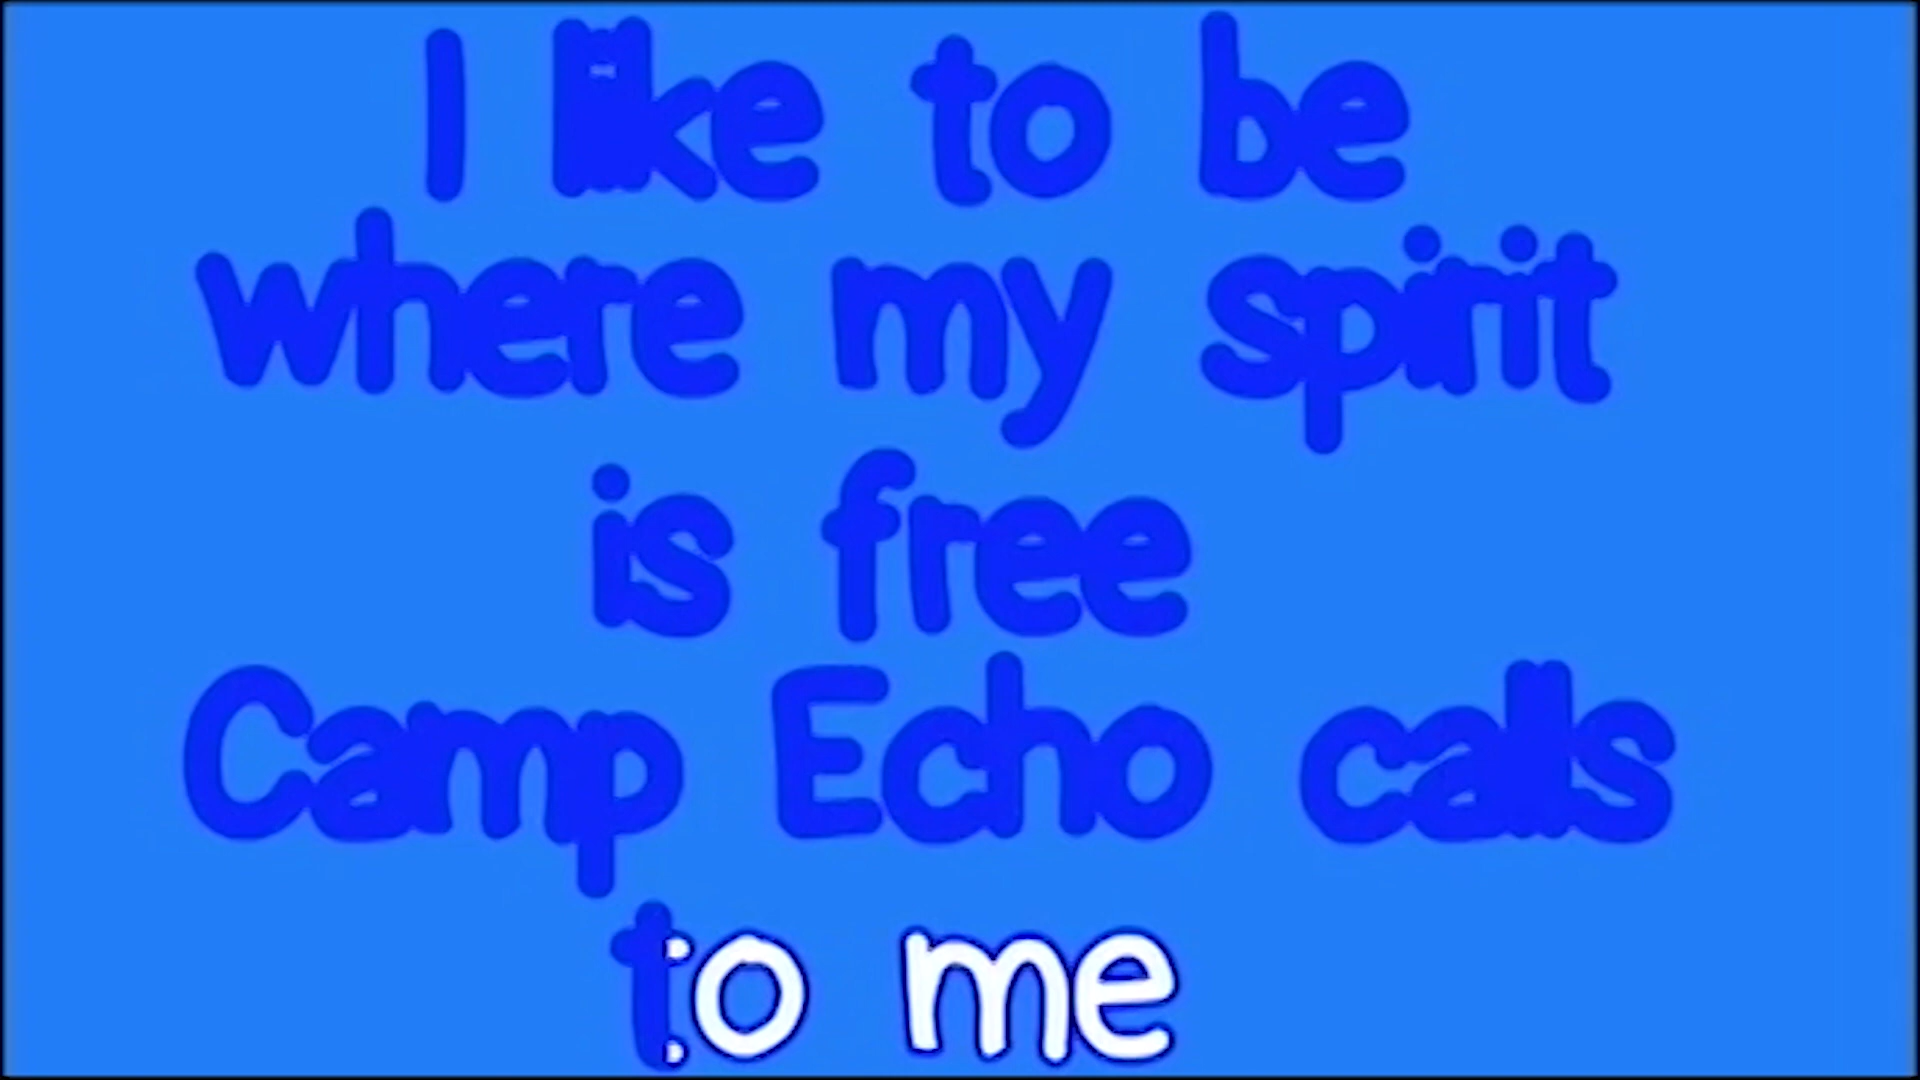 I like to be
where my spirit
is free
Camp Echo calls
to me